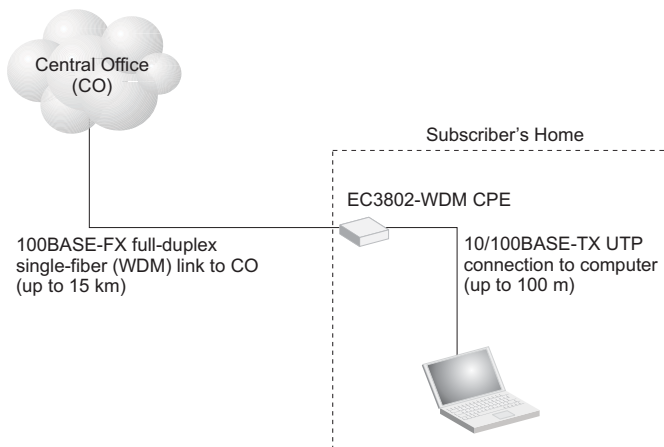 Central Office
(CO)
Subscriber's Home
EC3802-WDM CPE
100BASE-FX full-duplex
single-fiber (WDM) link to CO
(up to 15 km)
10/100BASE-TX UTP
connection to computer
(up to 100 m)